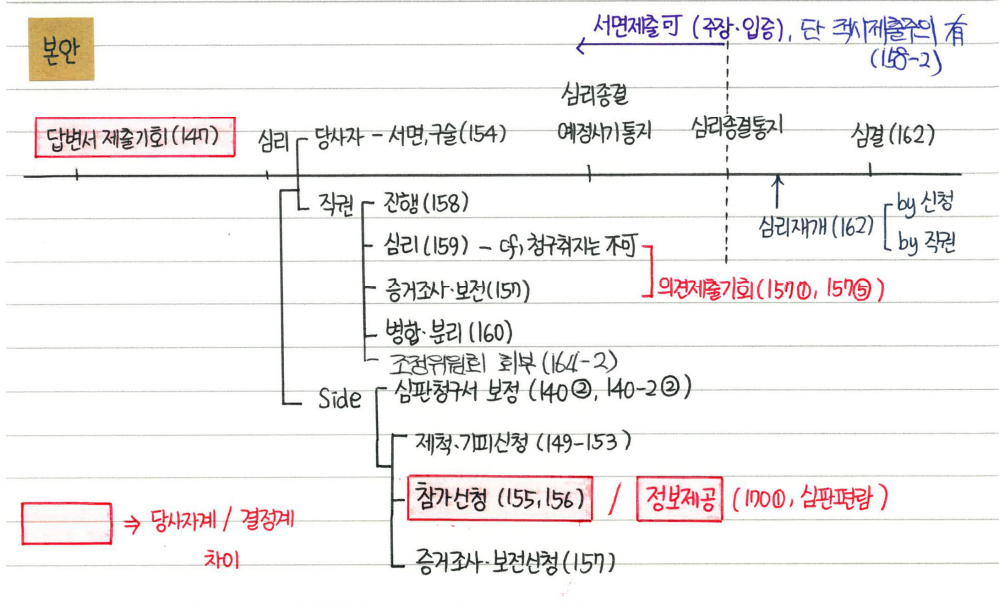 본안
서면제출可 (주장·입증), 단 적시제출주의 有
(158-2)
심리종결
예정시기통지
심리종결통지
심결(162)
답변서 제출기회(147)
심리
당사자 - 서면,구술(154)
직권
진행(158)
심리(159) - cf, 청구취지는 不可
증거조사·보전(157)
의견제출기회(157①, 157⑤)
병합·분리(160)
조정위원회 회부(164-2)
심리재개(162)
by 신청
by 직권
Side
심판청구서 보정 (140②, 140-2②)
제척·기피신청(149-153)
참가신청 (155,156) / 정보제공 (170①, 심판편람)
증거조사·보전신청(157)
⇒ 당사자계 / 결정계
차이